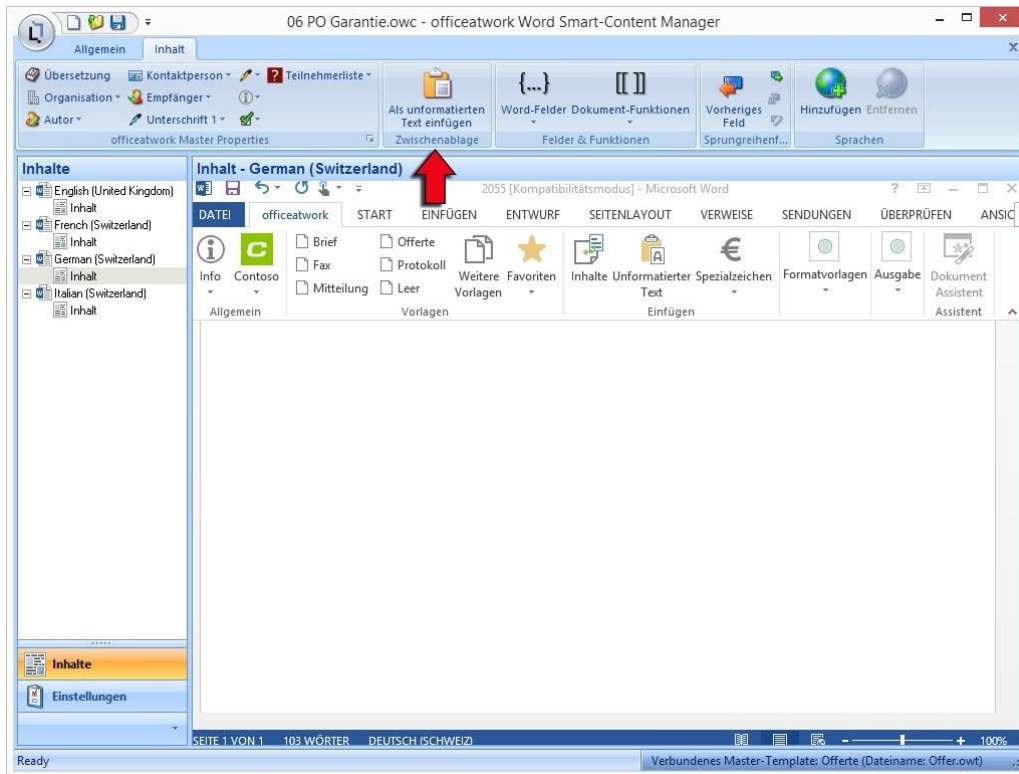 06 PO Garantie.owc - officeatwork Word Smart-Content Manager
Allgemein Inhalt
Übersetzung Kontaktperson Teilnehmerliste
Organisation Empfänger
Autor Unterschrift 1
officeatwork Master Properties
Als unformatierten
Text einfügen
Zwischenablage
{...} [[ ]]
Word-Felder Dokument-Funktionen
Felder & Funktionen
Vorheriges
Feld
Sprungreihenf...
Hinzufügen Entfernen
Sprachen
Inhalte
English (United Kingdom)
Inhalt
French (Switzerland)
Inhalt
German (Switzerland)
Inhalt
Italian (Switzerland)
Inhalt
Inhalt - German (Switzerland)
2055 [Kompatibilitätsmodus] - Microsoft Word
DATEI officeatwork START EINFÜGEN ENTWURF SEITENLAYOUT VERWEISE SENDUNGEN ÜBERPRÜFEN ANSIC
Info Contoso
Allgemein
Brief Offerte
Fax Protokoll
Mitteilung Leer
Weitere
Vorlagen
Favoriten
Vorlagen
Inhalte Unformatierter
Text
Spezialzeichen
Einfügen
Formatvorlagen Ausgabe
Dokument
Assistent
Assistent
Inhalte
Einstellungen
SEITE 1 VON 1 103 WÖRTER DEUTSCH (SCHWEIZ) 100%
Ready Verbundenes Master-Template: Offerte (Dateiname: Offer.owt)